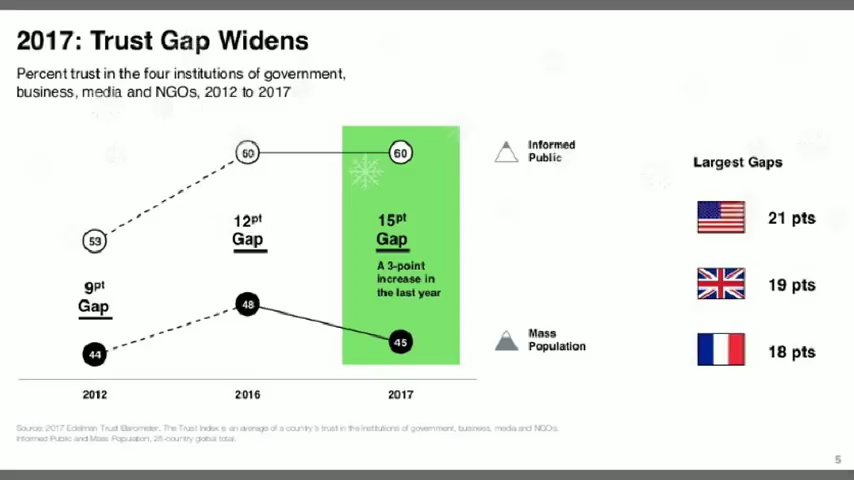 2017: Trust Gap Widens
Percent trust in the four institutions of government,
business, media and NGOs, 2012 to 2017
60
60
Informed
Public
Largest Gaps
53
12pt
Gap
15pt
Gap
21 pts
A 3-point
increase in
the last year
9pt
Gap
19 pts
48
44
45
Mass
Population
18 pts
2012
2016
2017
Source: 2017 Edelman Trust Barometer. The Trust Index is an average of a country's trust in the institutions of government, business, media and NGOs.
Informed Public and Mass Population, 28-country global total.
5